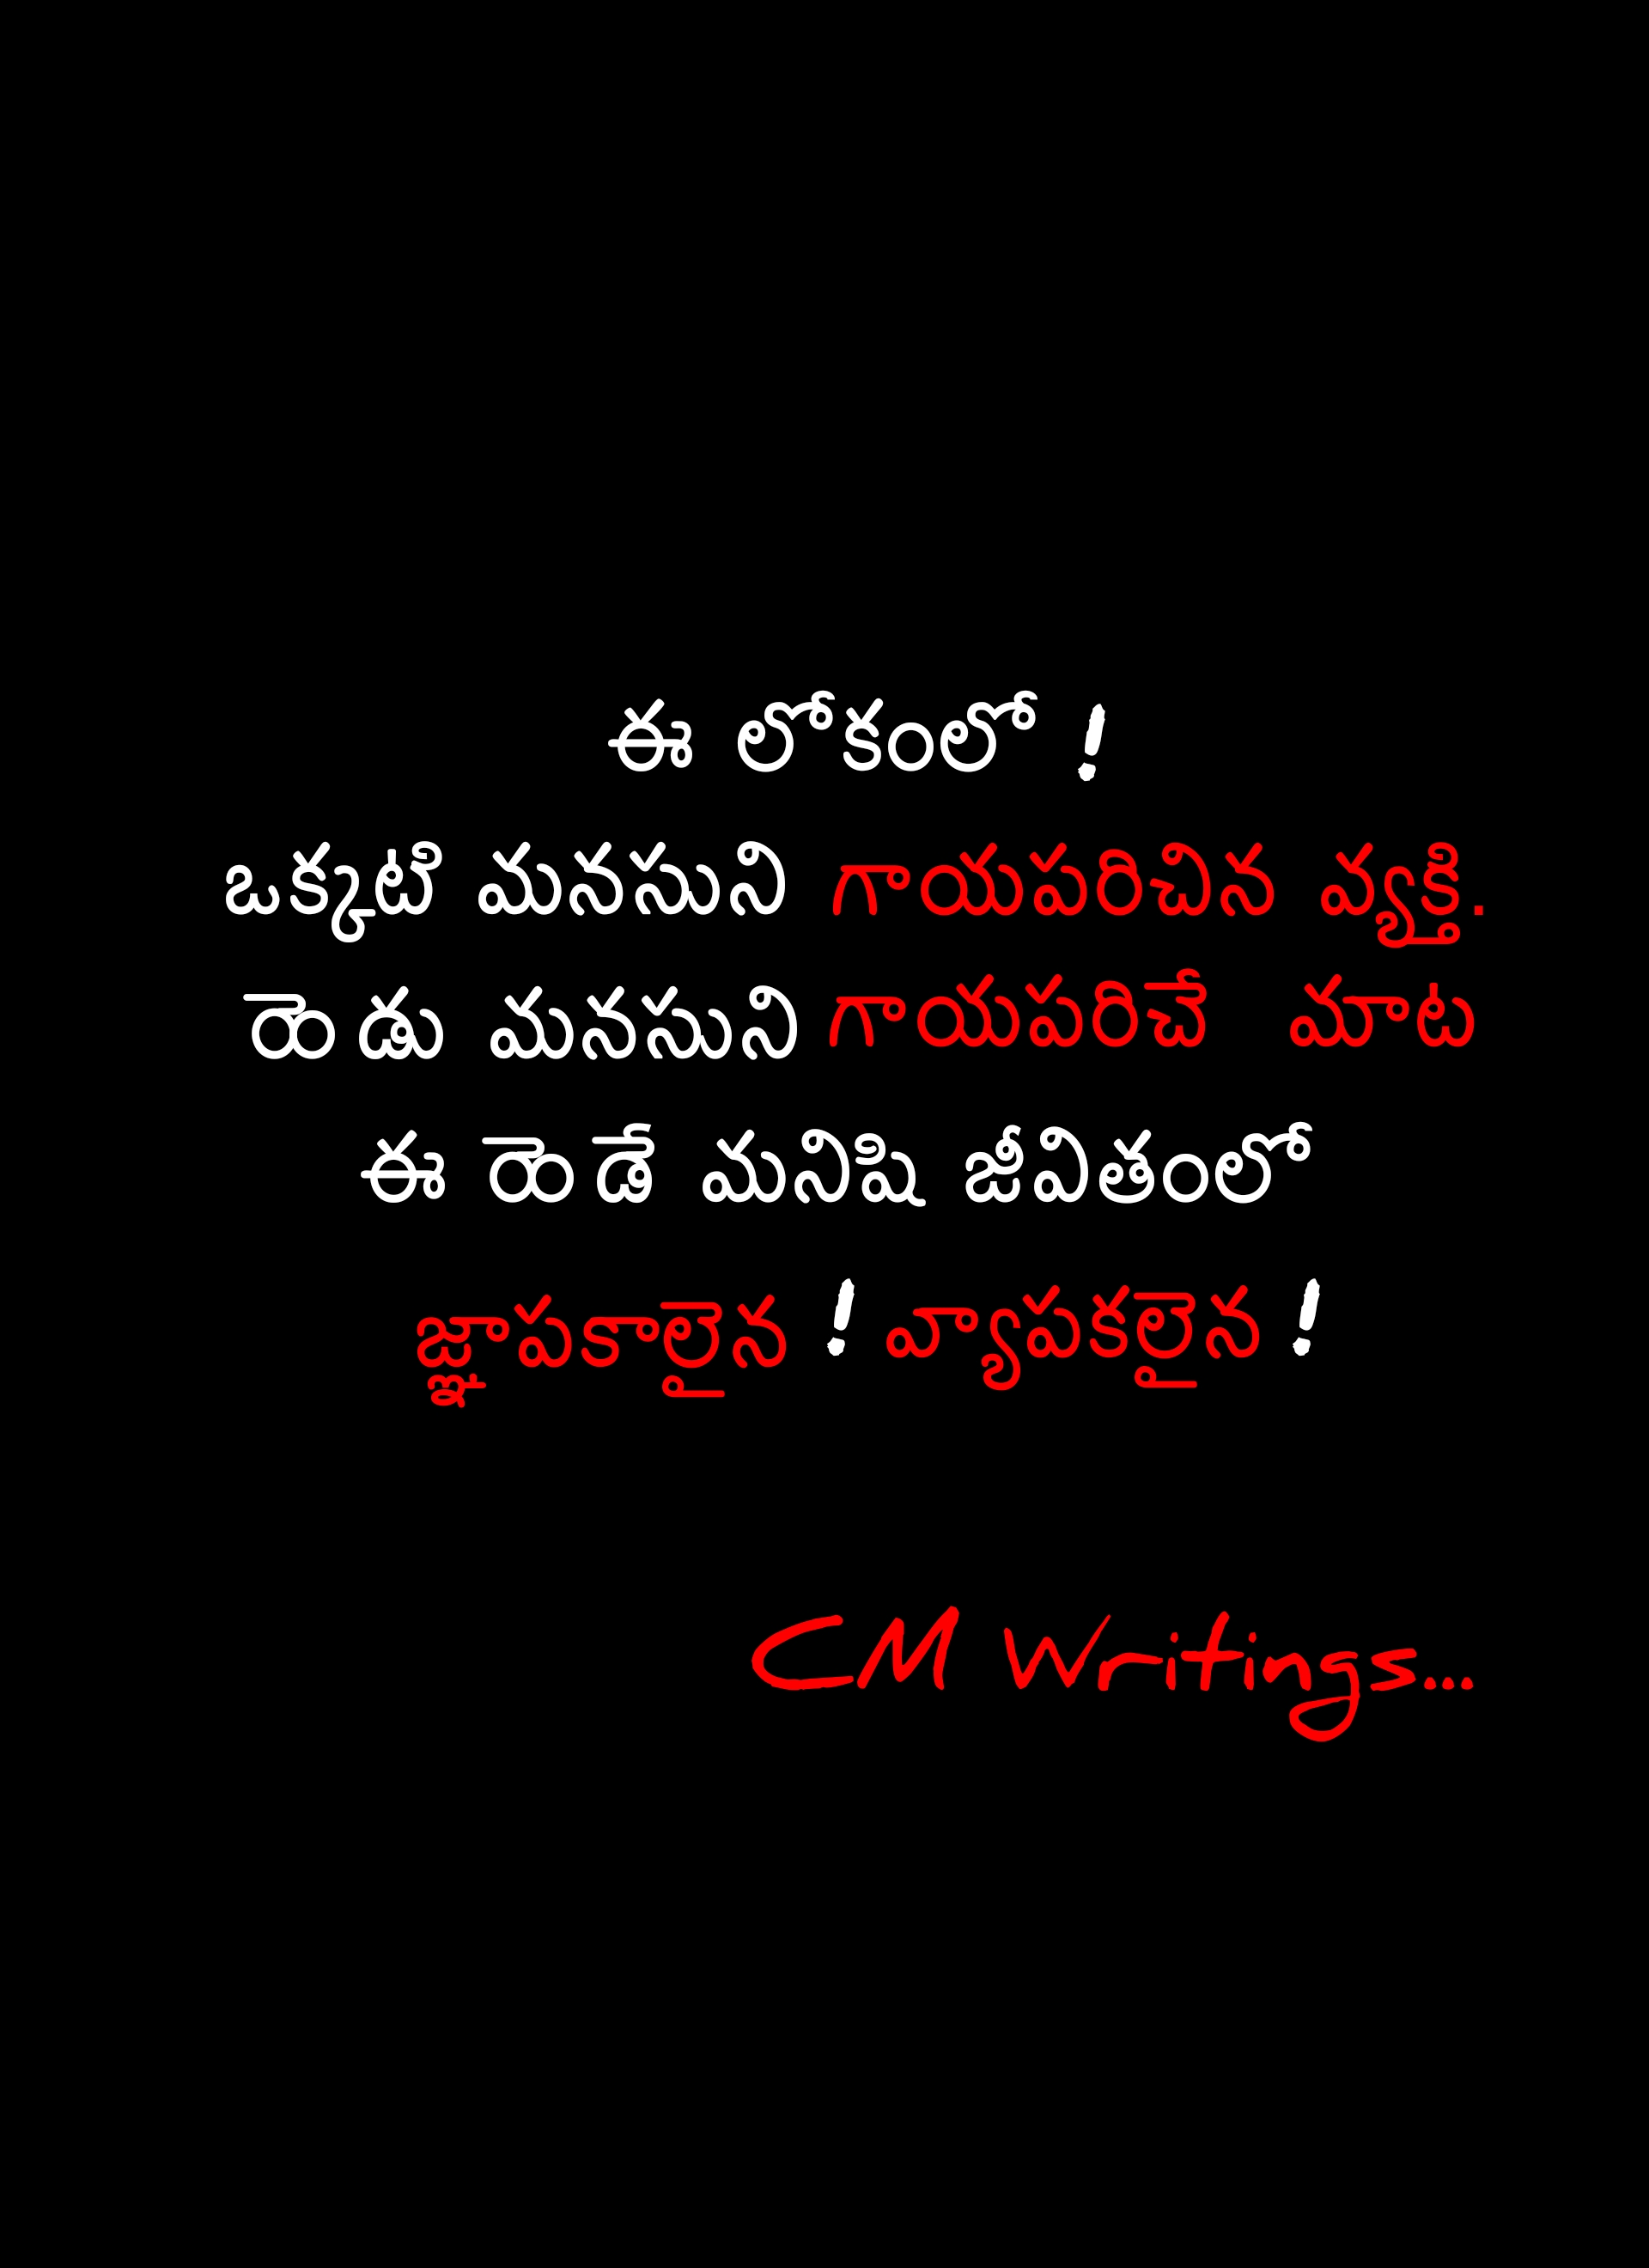 ఈ లోకంలో !
ఒక్కటి మనసుని గాయపరిచిన వ్యక్తి.
రెండు మనసుని గాయపరిచే మాట
ఈ రెండే మనిషి జీవితంలో
జ్ఞాపకాలైన ! వ్యాపకలైన !
CM Writings...